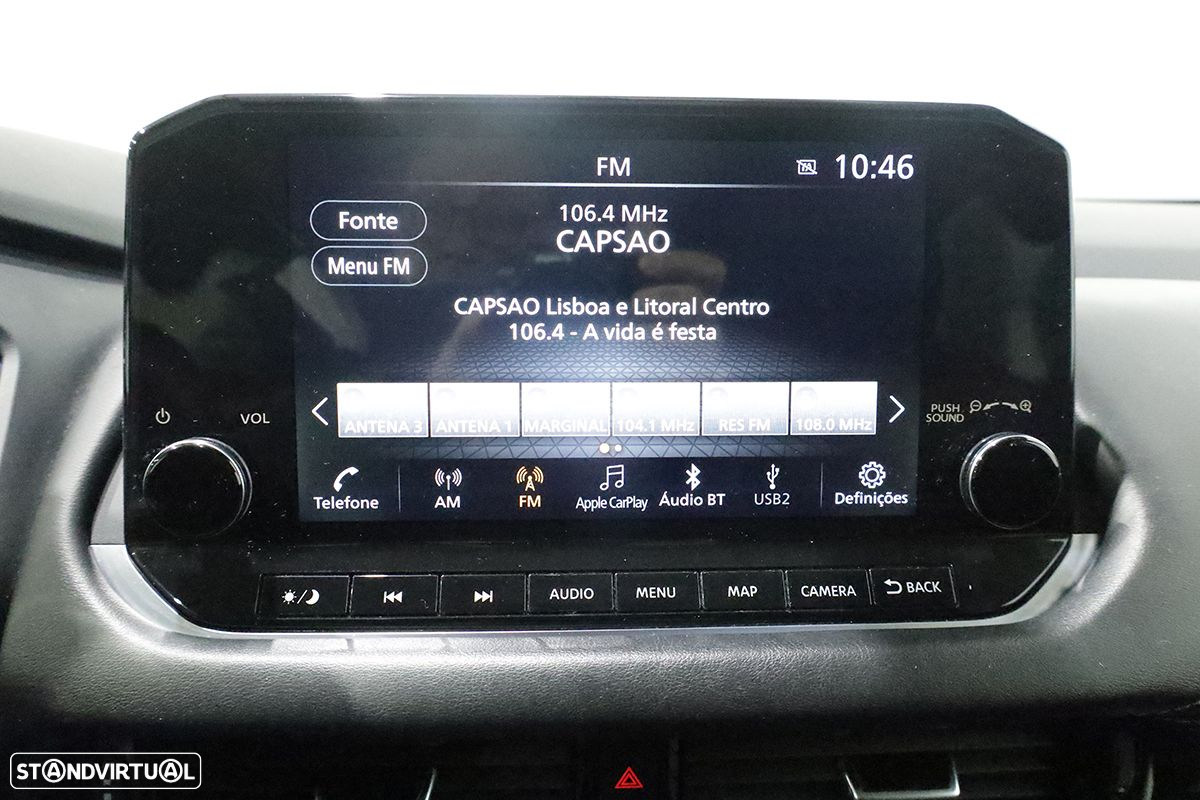 FM
10:46
Fonte
106.4 MHz
CAPSAO
Menu FM
CAPSAO Lisboa e Litoral Centro
106.4 - A vida é festa
ANTENA 3 ANTENA 1 MARGINAL 104.1 MHz RES FM 108.0 MHz
VOL
PUSH
SOUND
Telefone AM FM Apple CarPlay Áudio BT USB2 Definições
AUDIO MENU MAP CAMERA BACK
STANDVIRTUAL